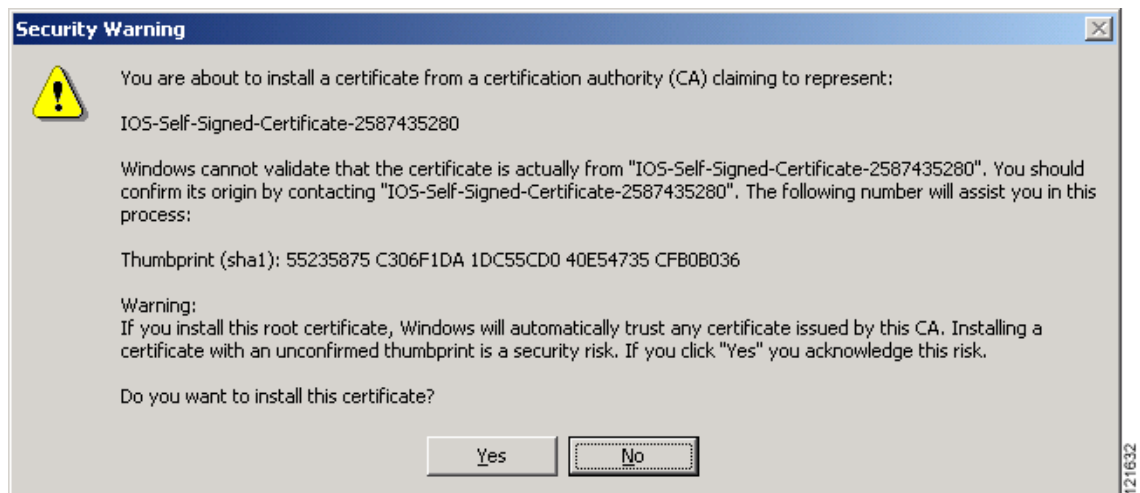 Security Warning
You are about to install a certificate from a certification authority (CA) claiming to represent:
IOS-Self-Signed-Certificate-2587435280
Windows cannot validate that the certificate is actually from "IOS-Self-Signed-Certificate-2587435280". You should
confirm its origin by contacting "IOS-Self-Signed-Certificate-2587435280". The following number will assist you in this
process:
Thumbprint (sha1): 55235875 C306F1DA 1DC55CD0 40E54735 CFB0B036
Warning:
If you install this root certificate, Windows will automatically trust any certificate issued by this CA. Installing a
certificate with an unconfirmed thumbprint is a security risk. If you click "Yes" you acknowledge this risk.
Do you want to install this certificate?
Yes
No
121632